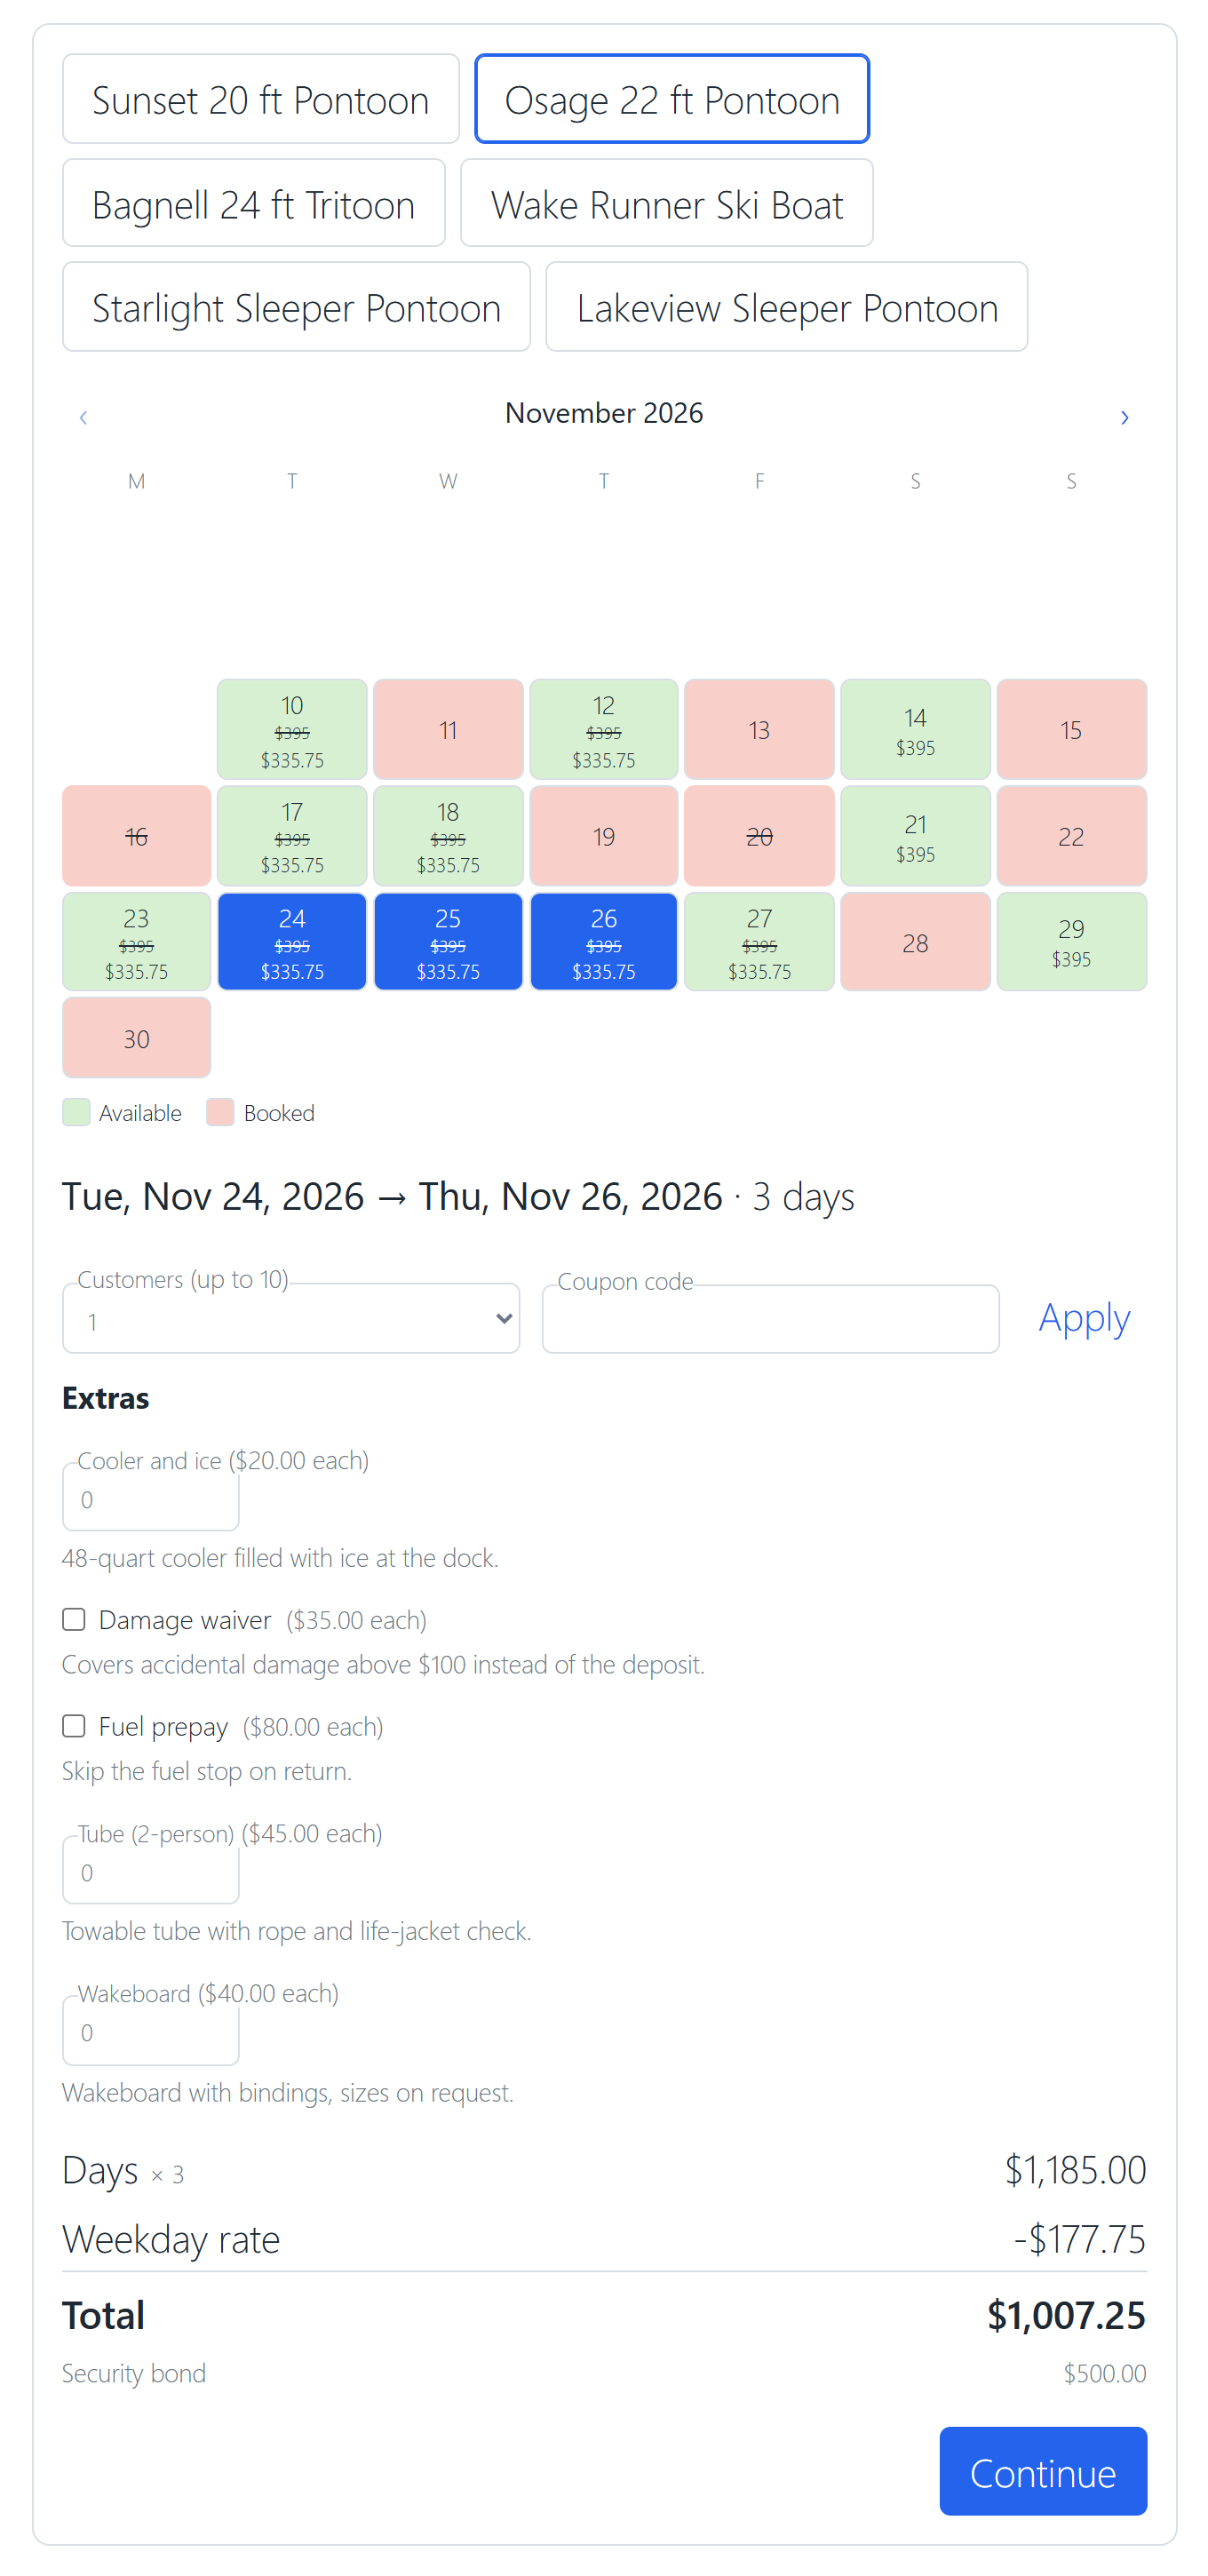 Sunset 20 ft Pontoon
Osage 22 ft Pontoon
Bagnell 24 ft Tritoon
Wake Runner Ski Boat
Starlight Sleeper Pontoon
Lakeview Sleeper Pontoon
‹ November 2026 ›
M T W T F S S
10 11 12 13 14 15
$395 $395 $395
$335.75 $335.75
16 17 18 19 20 21 22
$395 $395 $395
$335.75 $335.75
23 24 25 26 27 28 29
$395 $395 $395 $395 $395 $395
$335.75 $335.75 $335.75 $335.75 $335.75
30
Available Booked
Tue, Nov 24, 2026 → Thu, Nov 26, 2026 · 3 days
Customers (up to 10)
1
Coupon code
Apply
Extras
Cooler and ice ($20.00 each)
0
48-quart cooler filled with ice at the dock.
Damage waiver ($35.00 each)
Covers accidental damage above $100 instead of the deposit.
Fuel prepay ($80.00 each)
Skip the fuel stop on return.
Tube (2-person) ($45.00 each)
0
Towable tube with rope and life-jacket check.
Wakeboard ($40.00 each)
0
Wakeboard with bindings, sizes on request.
Days × 3 $1,185.00
Weekday rate -$177.75
Total $1,007.25
Security bond $500.00
Continue